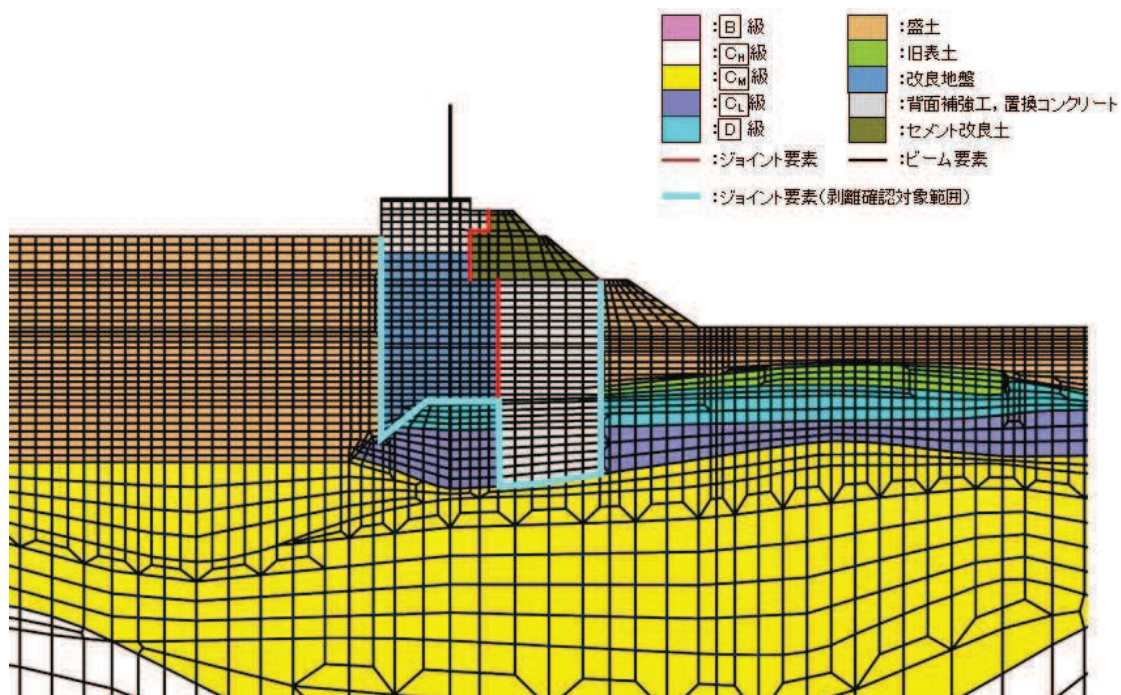 :B 級
:CH級
:CM級
:CL級
:D 級
:ジョイント要素
:盛土
:旧表土
:改良地盤
:背面補強工，置換コンクリート
:セメント改良土
:ビーム要素
:ジョイント要素(剥離確認対象範囲)